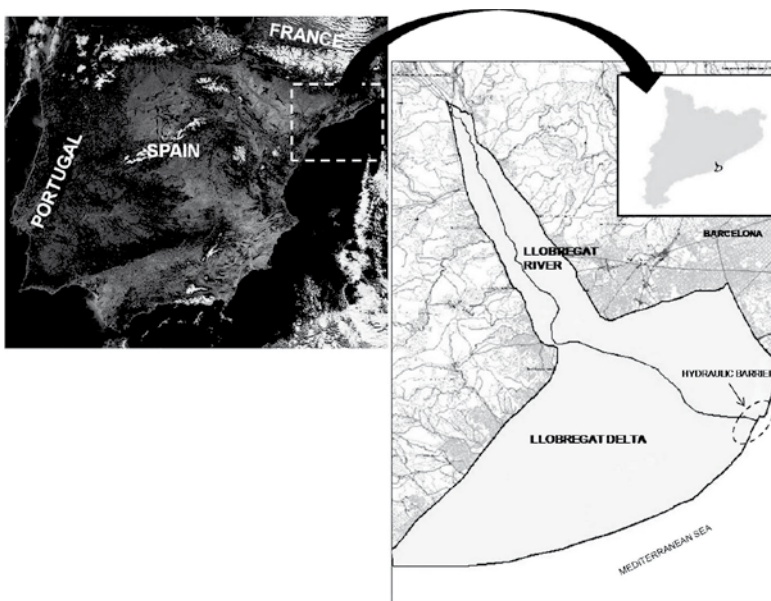 FRANCE
PORTUGAL
SPAIN
BARCELONA
LLOBREGAT
RIVER
HYDRAULIC BARRIER
LLOBREGAT DELTA
MEDITERRANEAN SEA